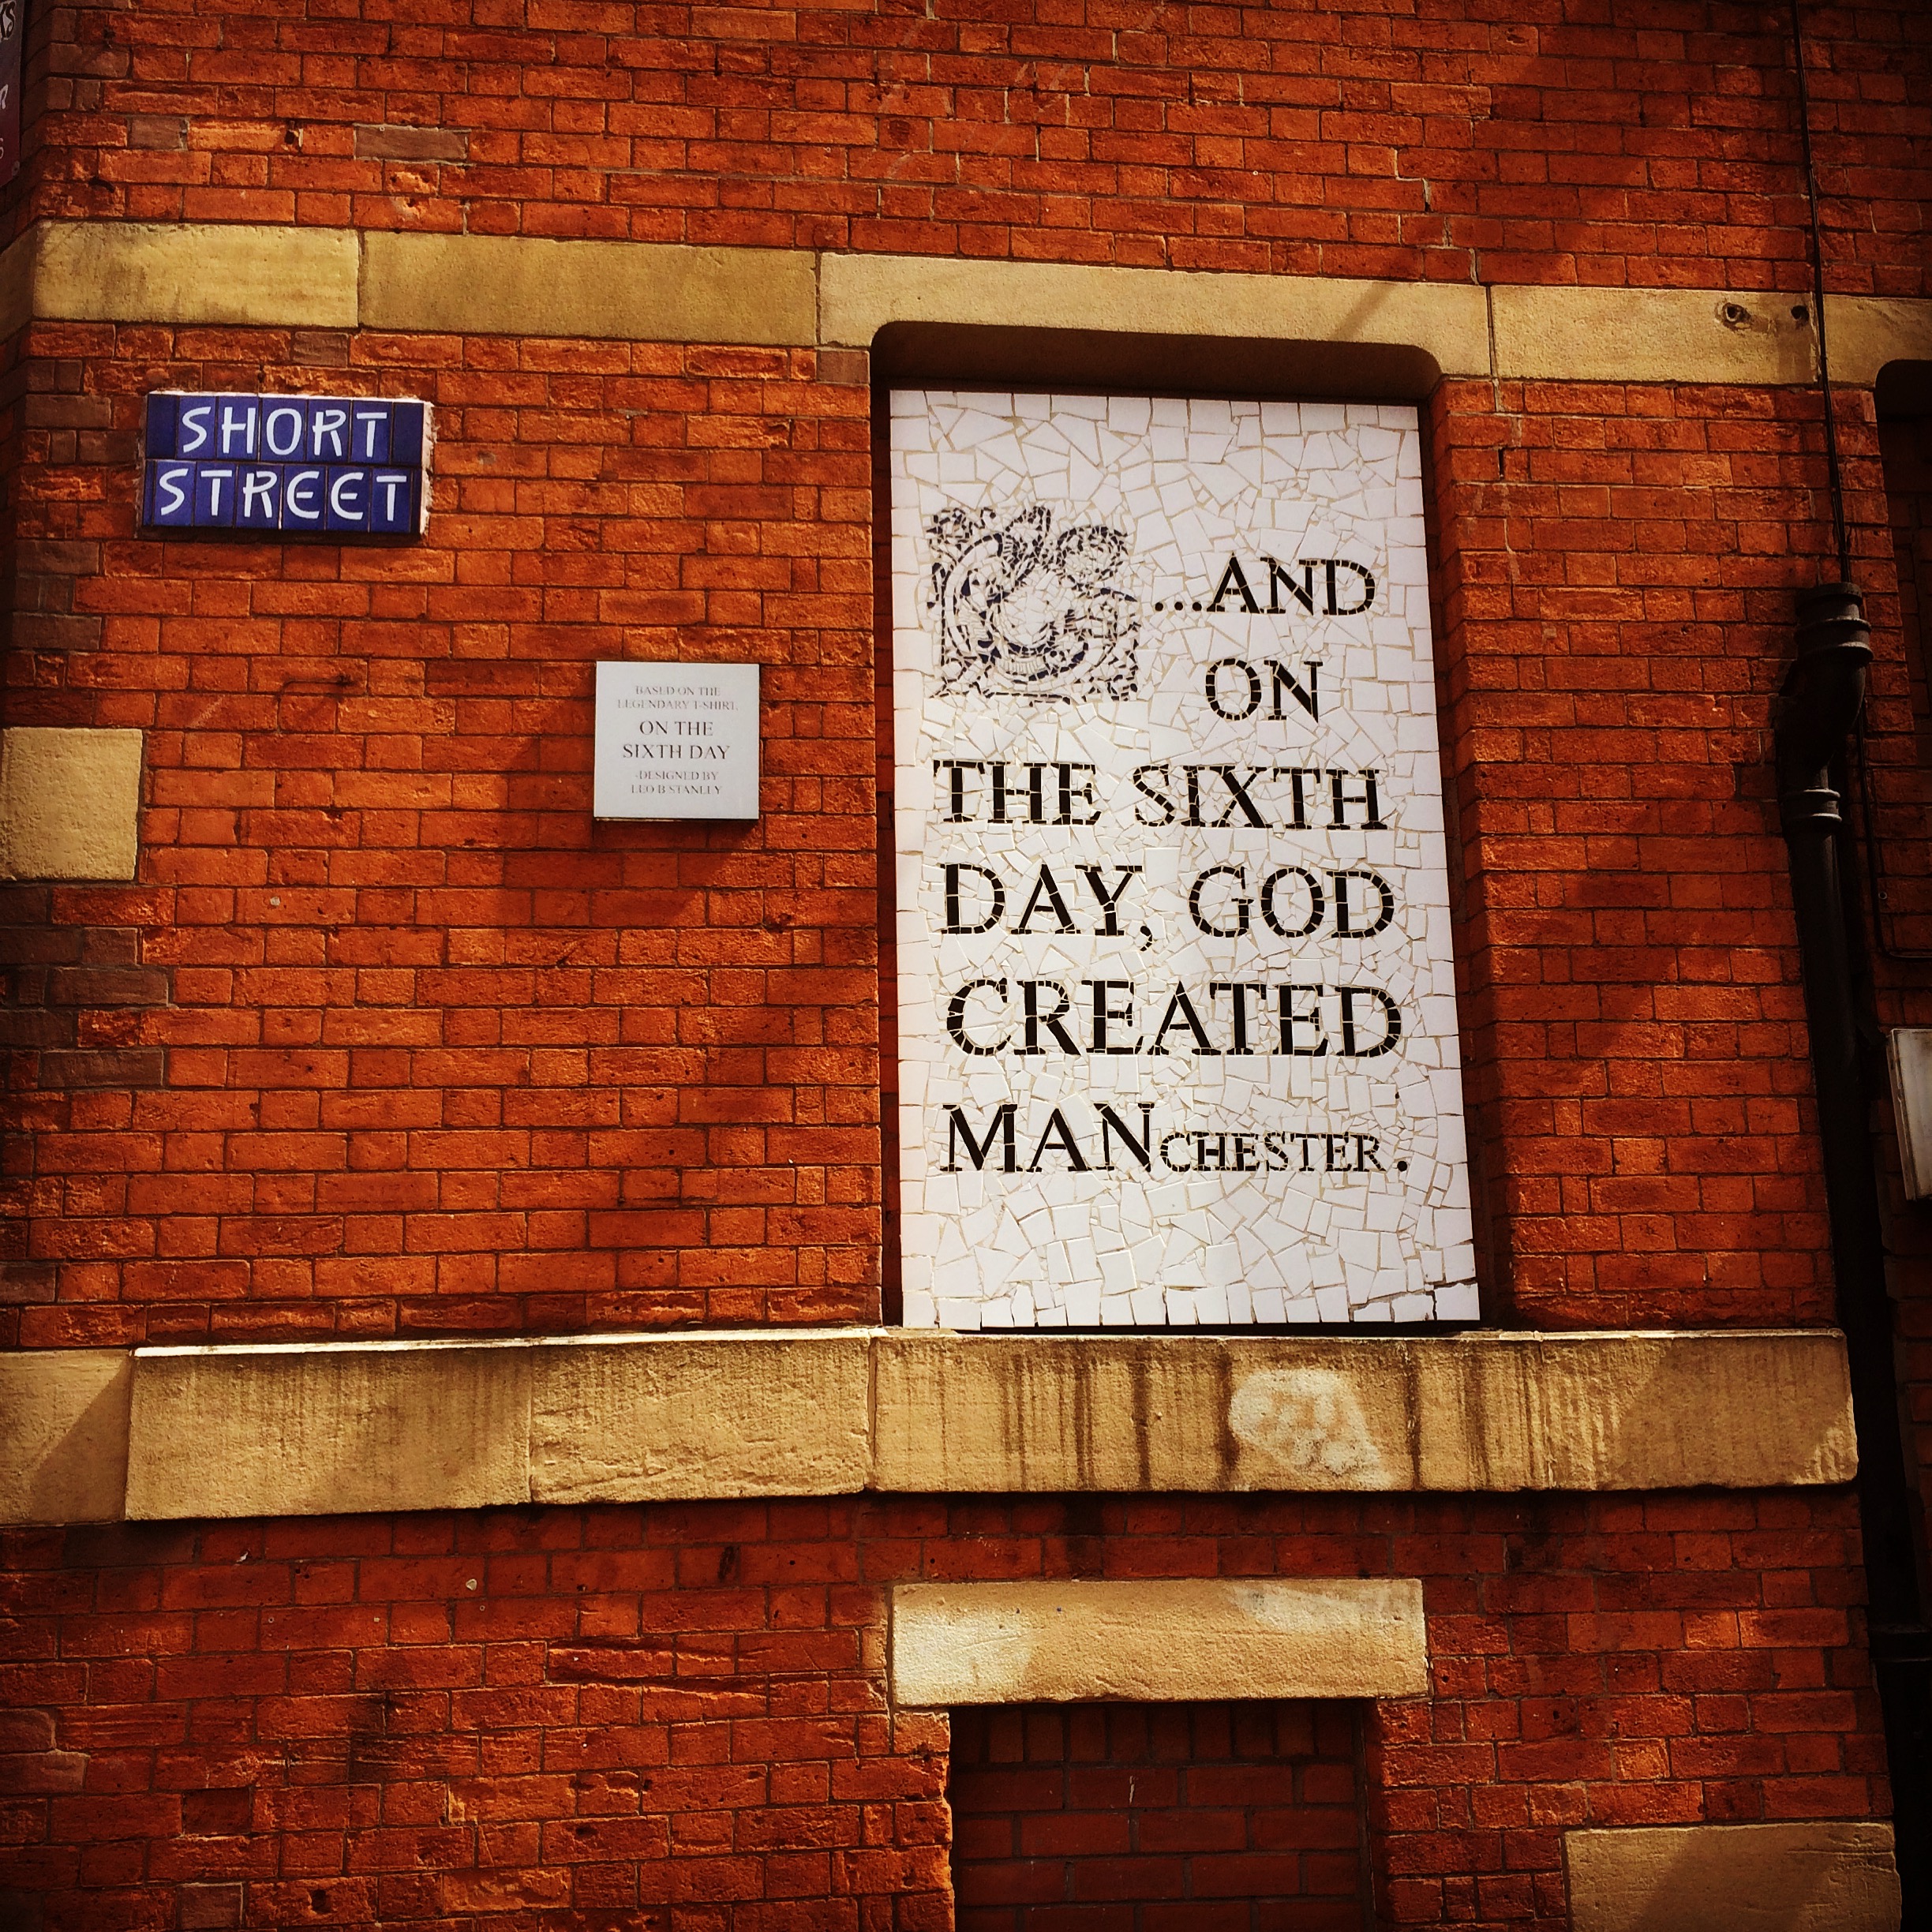 SHORT
STREET
BASED ON THE
LEGENDARY T-SHIRT,
ON THE
SIXTH DAY
-DESIGNED BY
LEO B STANLEY
...AND
ON
THE SIXTH
DAY, GOD
CREATED
MANCHESTER.